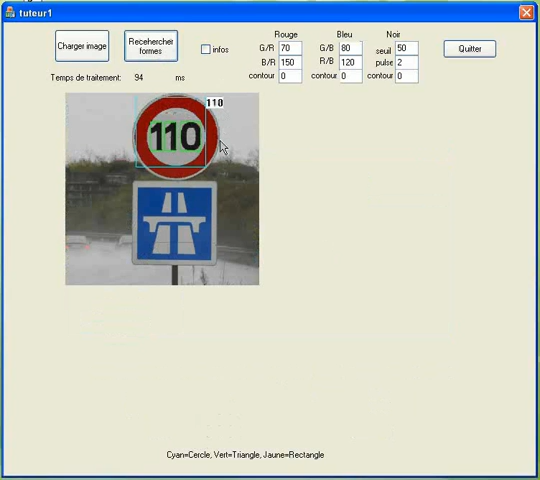 tuteur1
Charger image
Recehercher
formes
infos
Rouge
Bleu
Noir
G/R 70
G/B 80
seuil 50
B/R 150
R/B 120
pulse 2
contour 0
contour 0
contour 0
Quitter
Temps de traitement: 94 ms
110
110
Cyan=Cercle, Vert=Triangle, Jaune=Rectangle